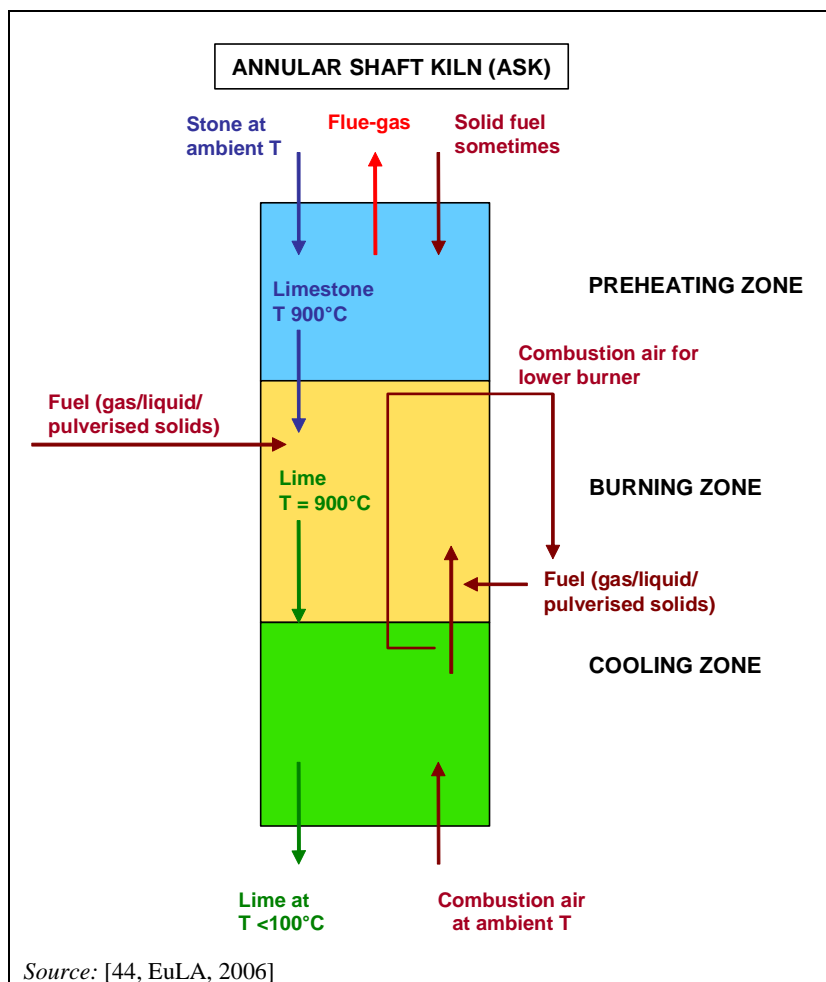 ANNULAR SHAFT KILN (ASK)
Stone at
ambient T
Flue-gas
Solid fuel
sometimes
Limestone
T 900°C
PREHEATING ZONE
Combustion air for
lower burner
Fuel (gas/liquid/
pulverised solids)
Lime
T = 900°C
BURNING ZONE
Fuel (gas/liquid/
pulverised solids)
COOLING ZONE
Lime at
T <100°C
Combustion air
at ambient T
Source: [44, EuLA, 2006]